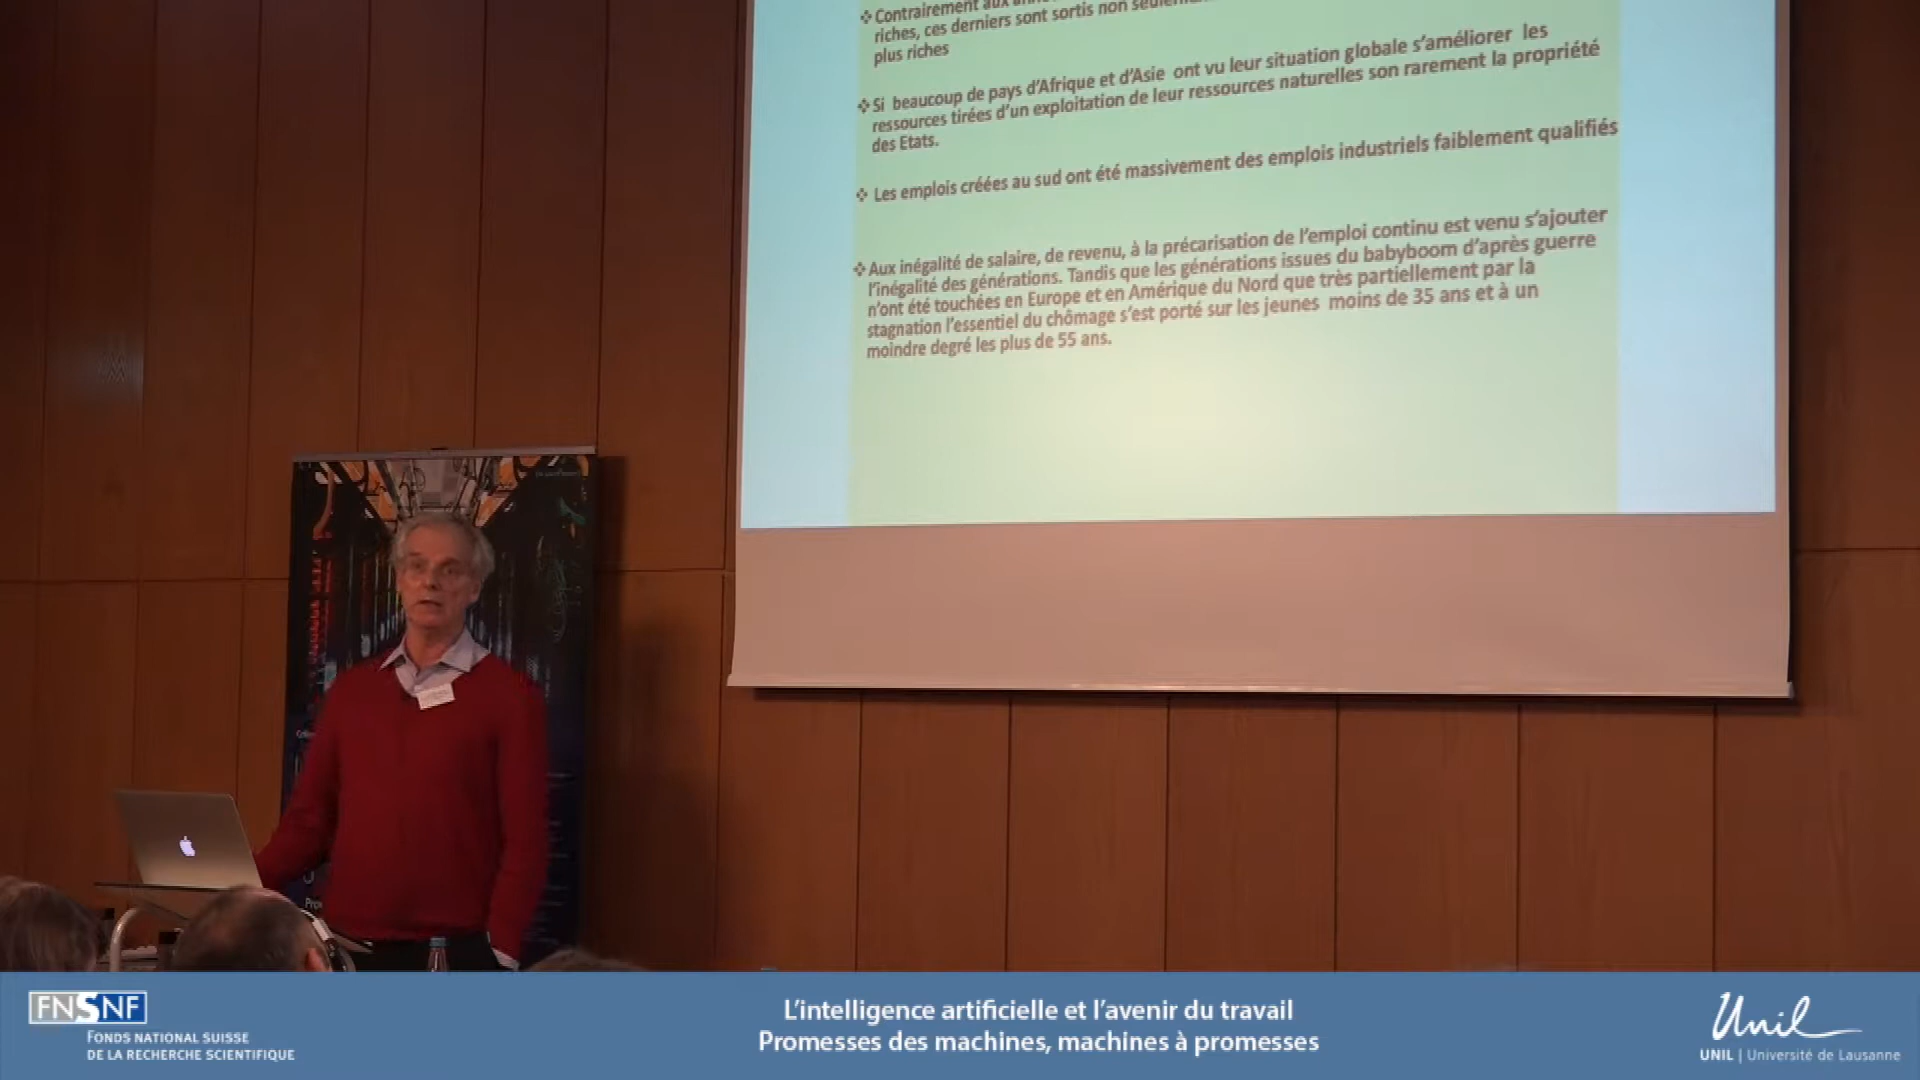 ❖ Contrairement aux
riches, ces derniers sont sortis non
plus riches
❖ Si beaucoup de pays d'Afrique et d'Asie ont vu leur situation globale s'améliorer les
ressources tirées d'un exploitation de leur ressources naturelles son rarement la propriété
des Etats.
❖ Les emplois créées au sud ont été massivement des emplois industriels faiblement qualifiés
❖ Aux inégalité de salaire, de revenu, à la précarisation de l'emploi continu est venu s'ajouter
l'inégalité des générations. Tandis que les générations issues du babyboom d'après guerre
n'ont été touchées en Europe et en Amérique du Nord que très partiellement par la
stagnation l'essentiel du chômage s'est porté sur les jeunes moins de 35 ans et à un
moindre degré les plus de 55 ans.
FNSNF
FONDS NATIONAL SUISSE
DE LA RECHERCHE SCIENTIFIQUE
L'intelligence artificielle et l'avenir du travail
Promesses des machines, machines à promesses
Unil
UNIL | Université de Lausanne